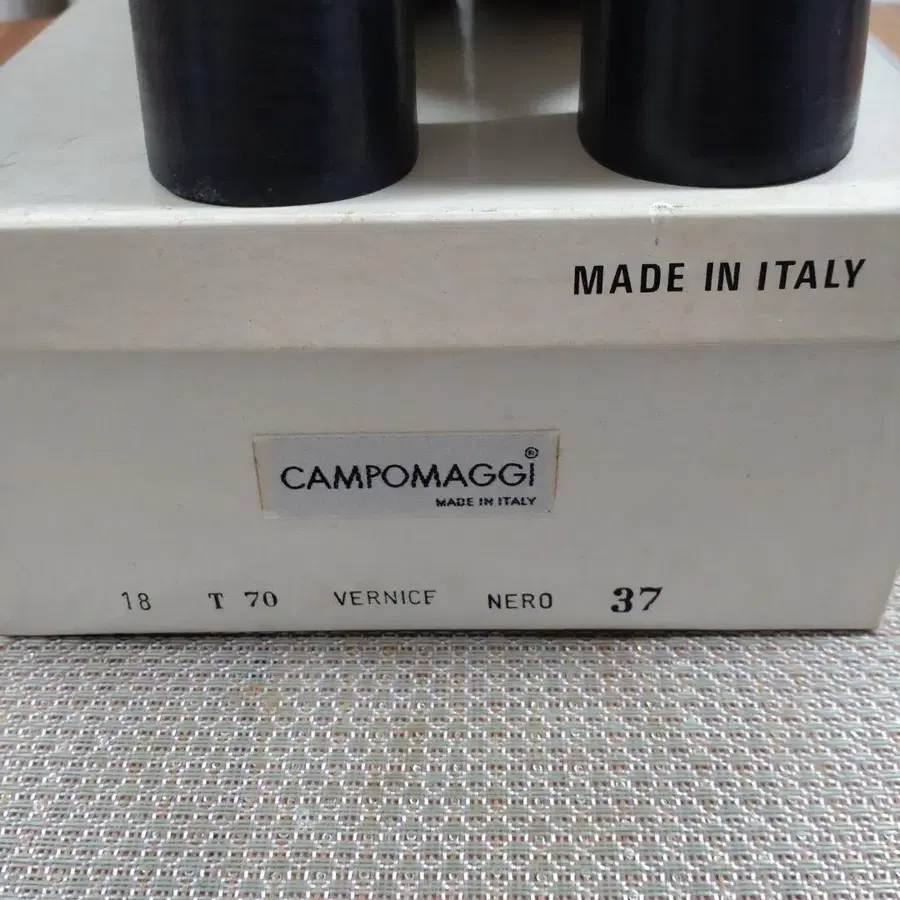 MADE IN ITALY
CAMPOMAGGI®
MADE IN ITALY
18 T 70 VERNICE NERO 37